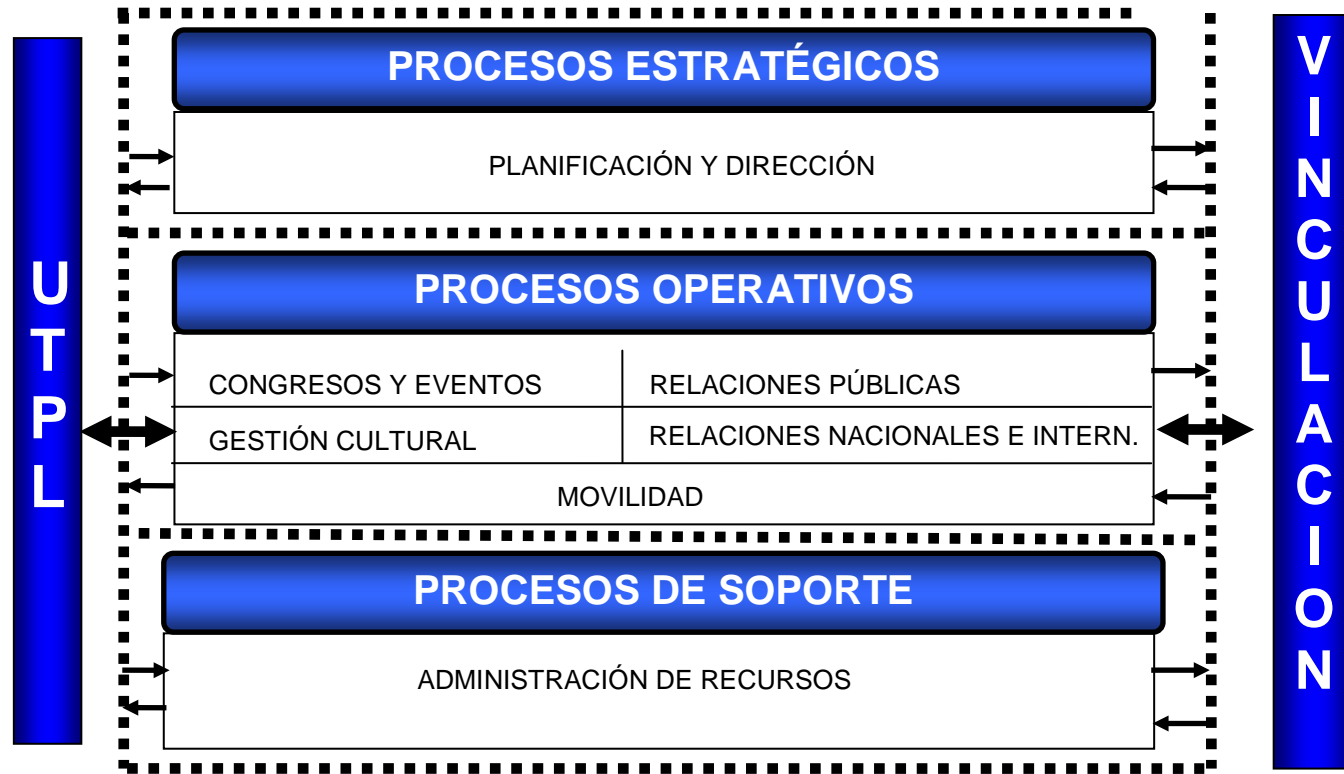 UTPL
PROCESOS ESTRATÉGICOS
PLANIFICACIÓN Y DIRECCIÓN
PROCESOS OPERATIVOS
CONGRESOS Y EVENTOS
RELACIONES PÚBLICAS
GESTIÓN CULTURAL
RELACIONES NACIONALES E INTERN.
MOVILIDAD
PROCESOS DE SOPORTE
ADMINISTRACIÓN DE RECURSOS
VINCULACION